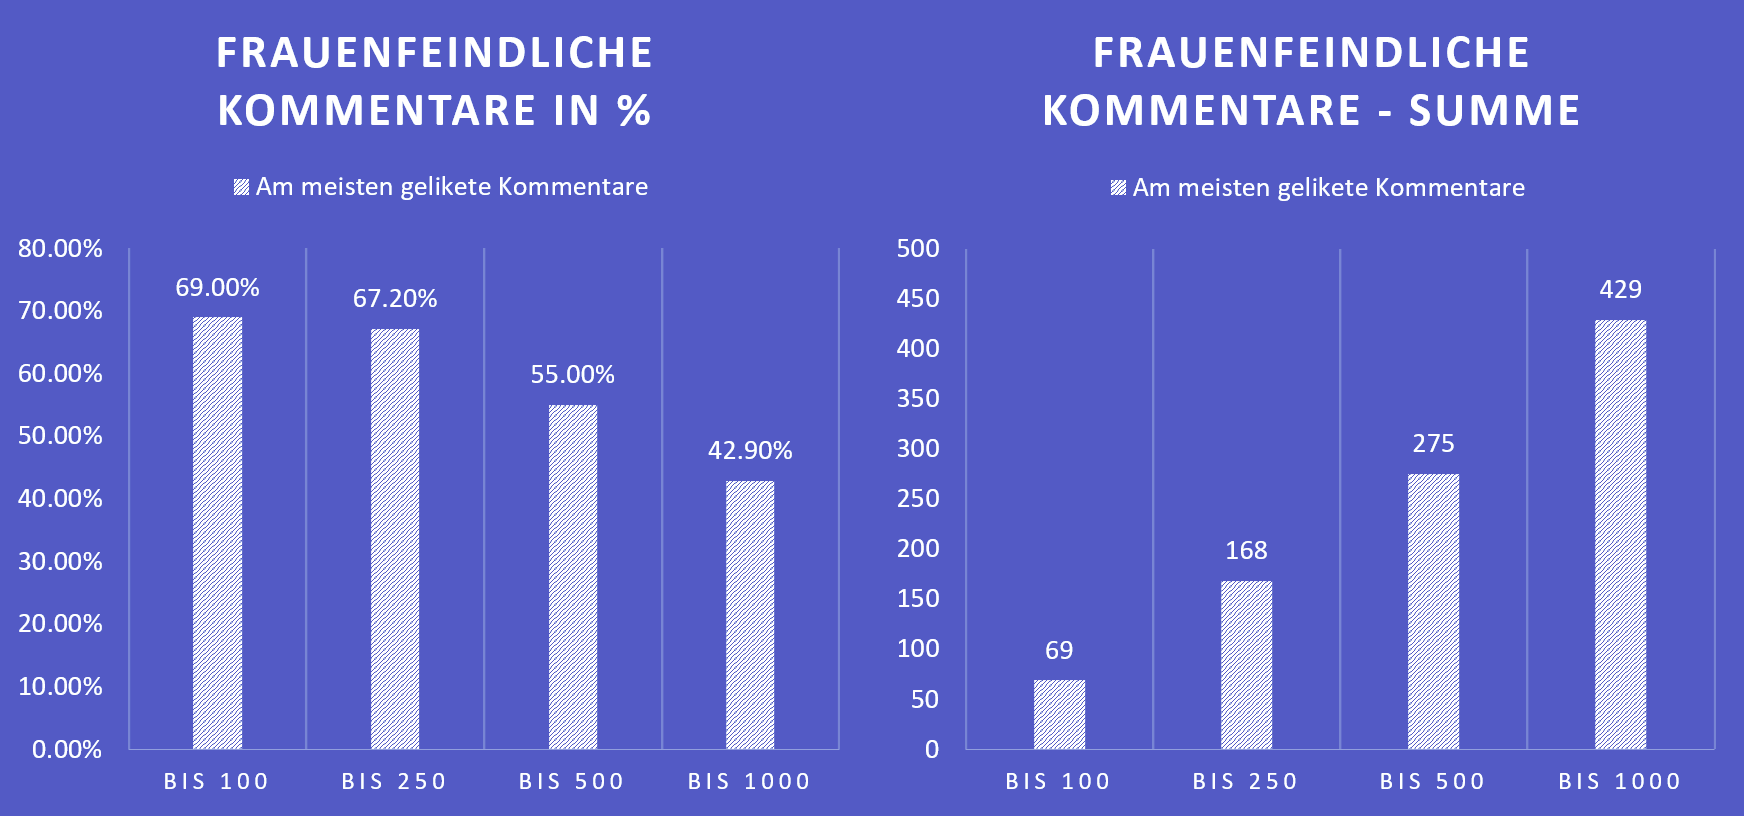 FRAUENFEINDLICHE
KOMMENTARE IN %
Am meisten gelikete Kommentare
80.00%
70.00%
60.00%
50.00%
40.00%
30.00%
20.00%
10.00%
0.00%
69.00%
67.20%
55.00%
42.90%
BIS 100
BIS 250
BIS 500
BIS 1000
FRAUENFEINDLICHE
KOMMENTARE - SUMME
Am meisten gelikete Kommentare
500
450
400
350
300
250
200
150
100
50
0
69
168
275
429
BIS 100
BIS 250
BIS 500
BIS 1000